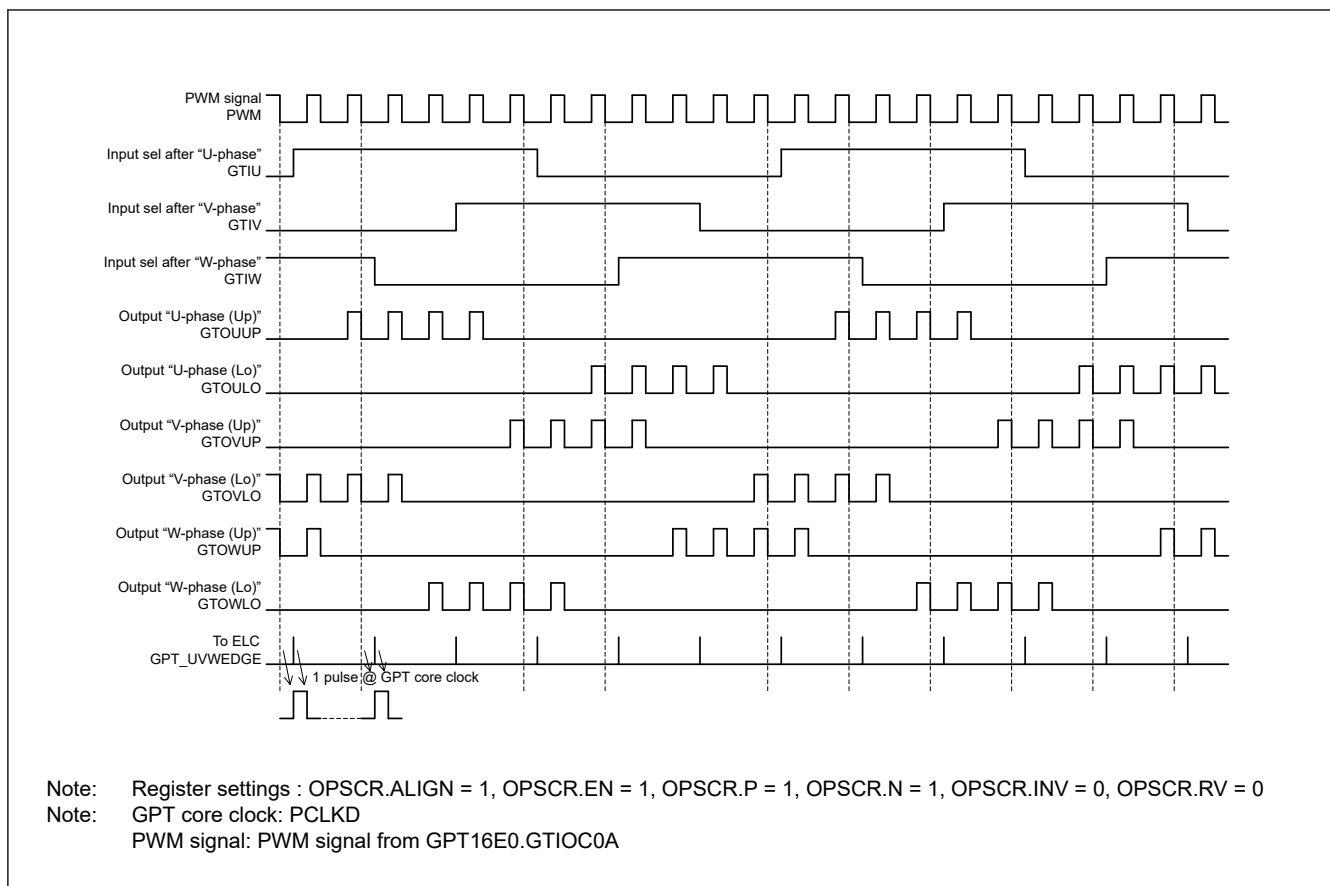 PWM signal
PWM
Input sel after “U-phase”
GTIU
Input sel after “V-phase”
GTIV
Input sel after “W-phase”
GTIW
Output “U-phase (Up)”
GTOUUP
Output “U-phase (Lo)”
GTOULO
Output “V-phase (Up)”
GTOVUP
Output “V-phase (Lo)”
GTOVLO
Output “W-phase (Up)”
GTOWUP
Output “W-phase (Lo)”
GTOWLO
To ELC
GPT_UVWEDGE
1 pulse @ GPT core clock
Note: Register settings : OPSCR.ALIGN = 1, OPSCR.EN = 1, OPSCR.P = 1, OPSCR.N = 1, OPSCR.INV = 0, OPSCR.RV = 0
Note: GPT core clock: PCLKD
PWM signal: PWM signal from GPT16E0.GTIOC0A